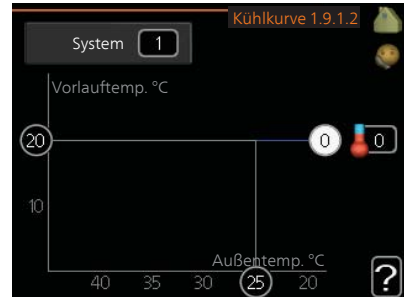 Kühlkurve 1.9.1.2
System 1
Vorlauftemp. °C
20 0 0
10
Außentemp. °C
40 35 30 25 20
?